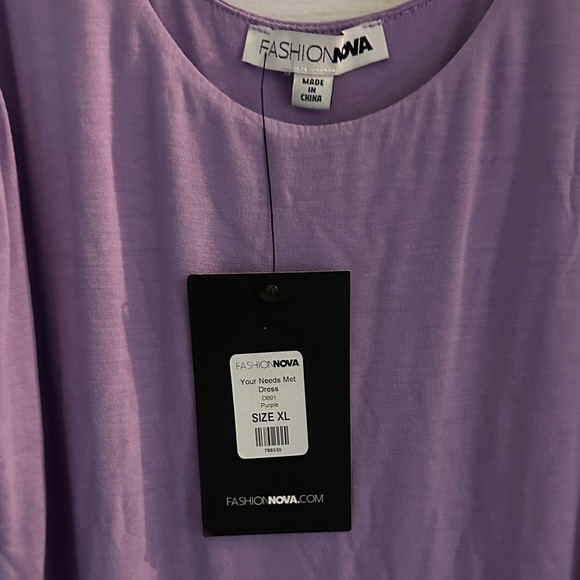 FASHIONNOVA
MADE
IN
CHINA
FASHIONNOVA
Your Needs Met
Dress
D691
Purple
SIZE XL
788530
FASHIONNOVA.COM